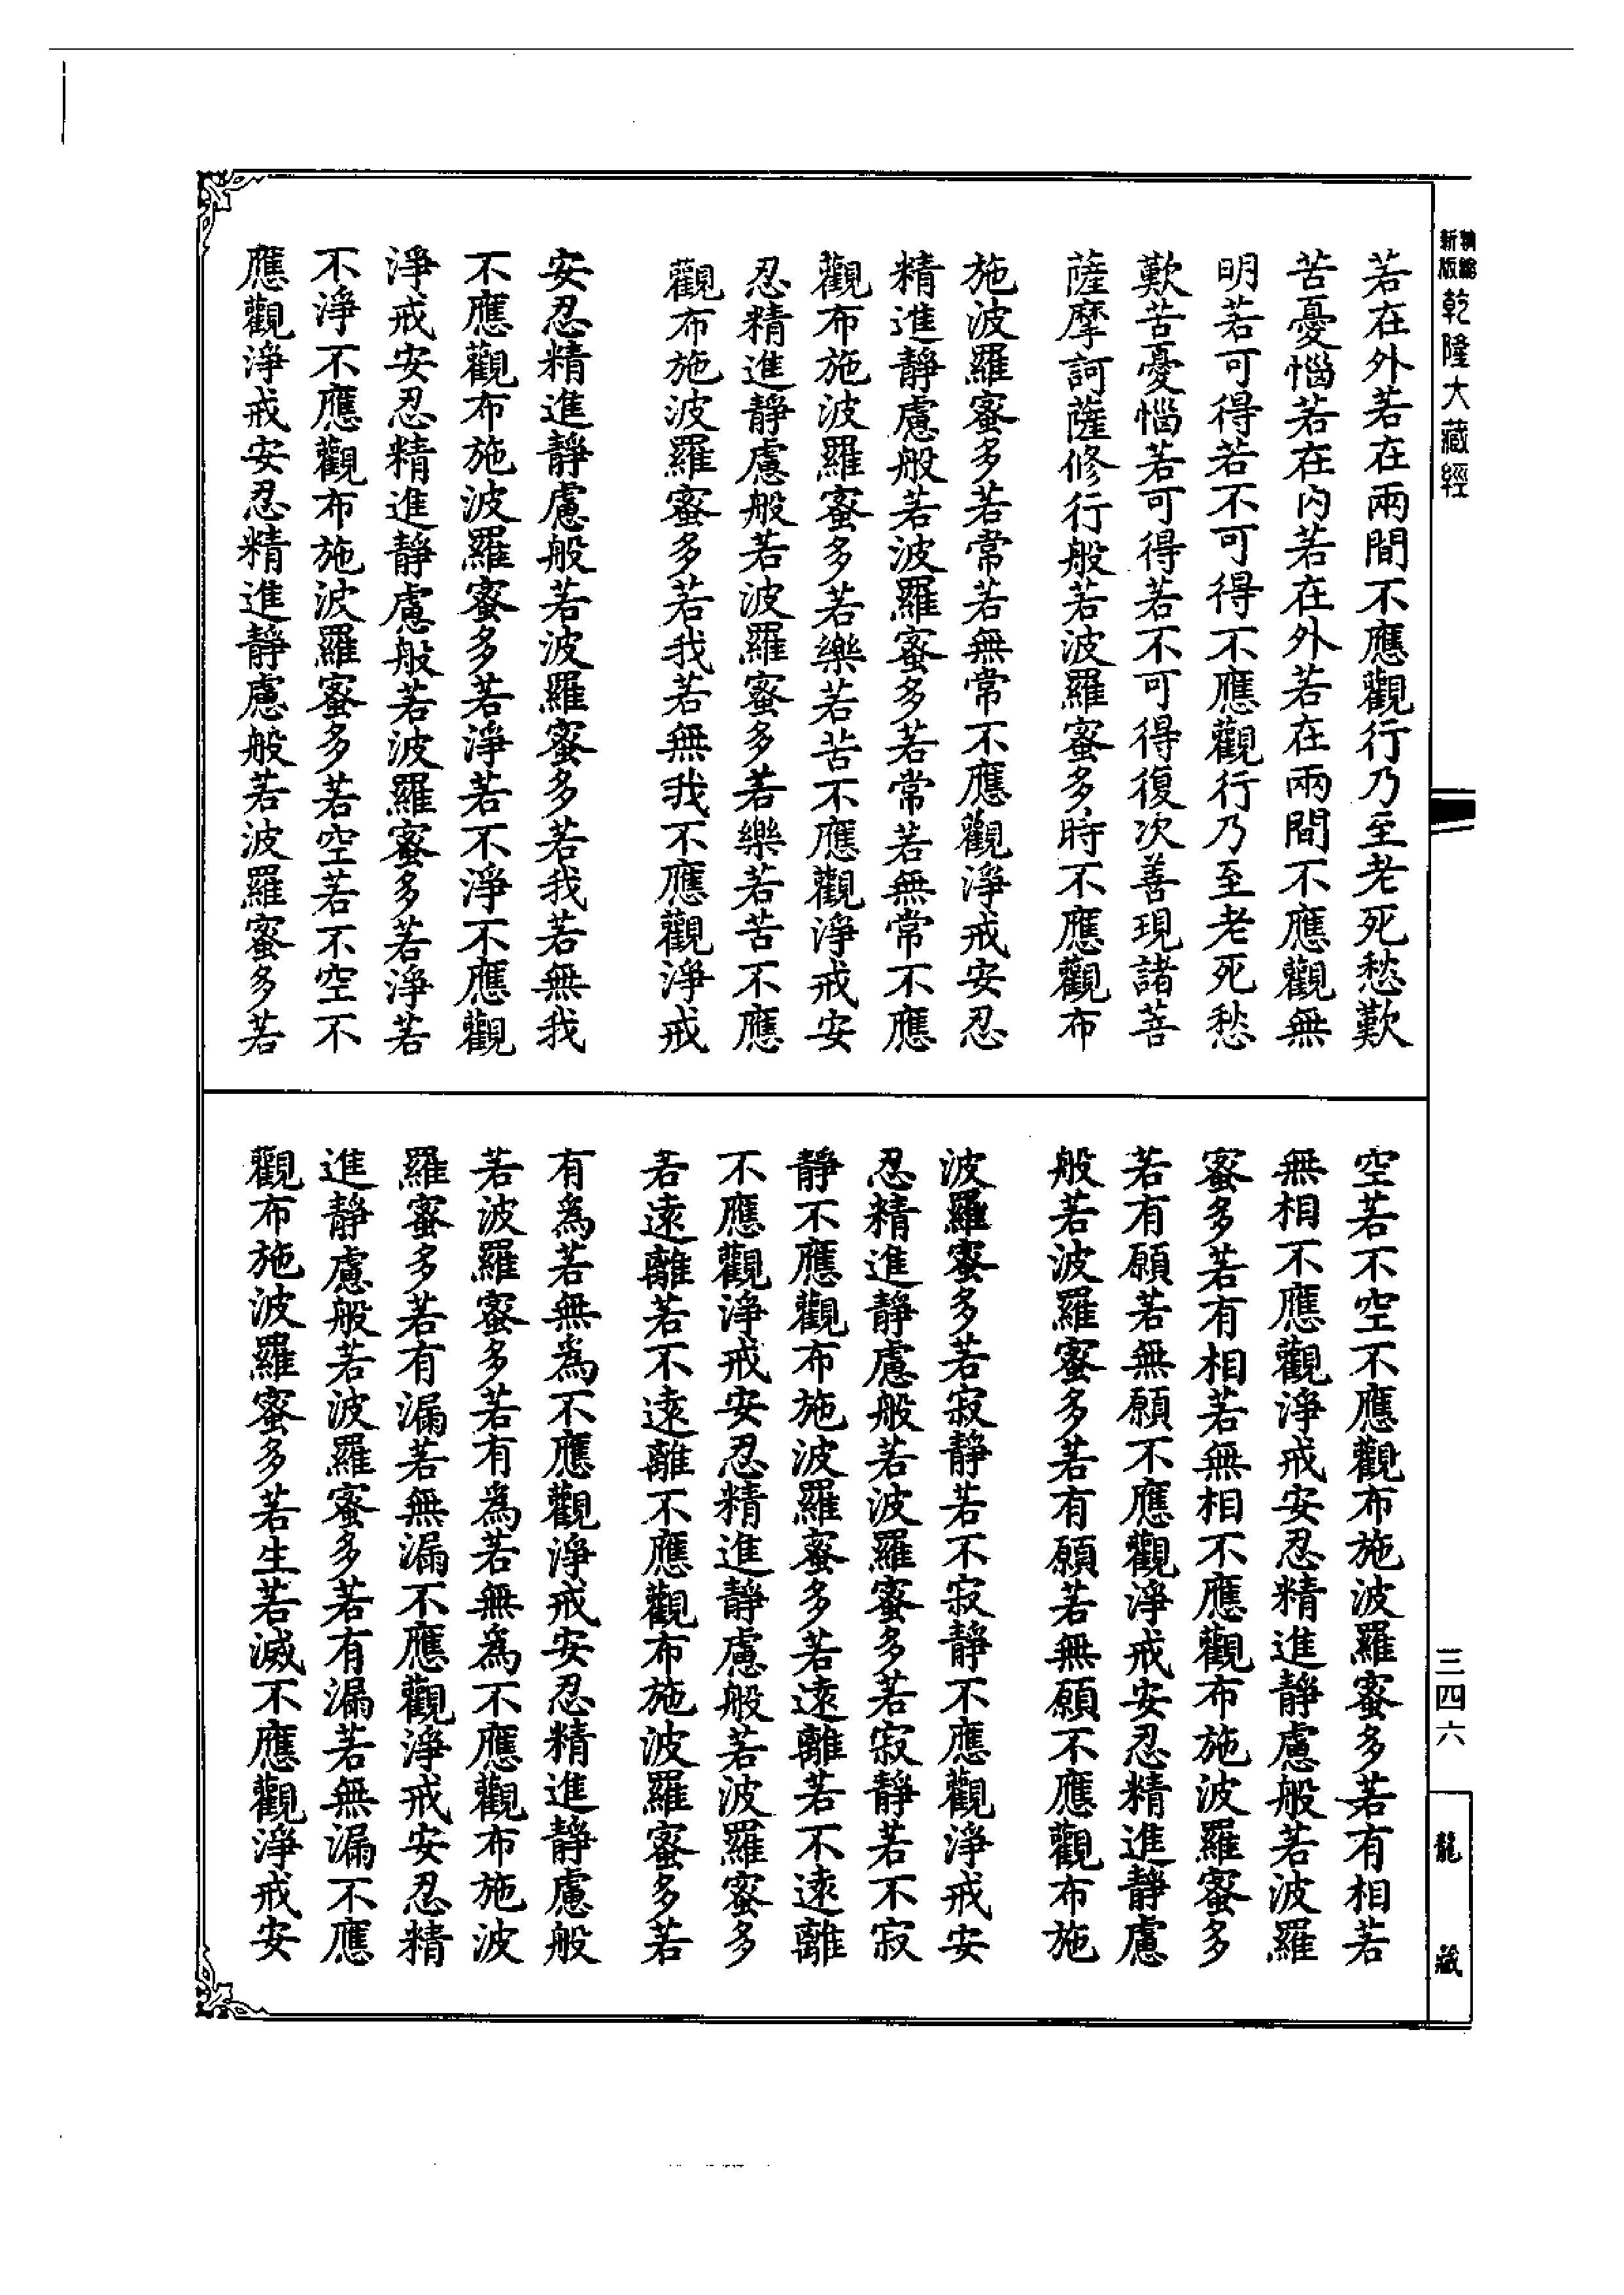 精縮
新版
乾隆大藏經
若在外若在兩間不應觀行乃至老死愁歎
苦憂惱若在內若在外若在兩間不應觀無
明若可得若不可得不應觀行乃至老死愁
歎苦憂惱若可得若不可得復次善現諸菩
薩摩訶薩修行般若波羅蜜多時不應觀布
施波羅蜜多若常若無常不應觀淨戒安忍
精進靜慮般若波羅蜜多若常若無常不應
觀布施波羅蜜多若樂若苦不應觀淨戒安
忍精進靜慮般若波羅蜜多若樂若苦不應
觀布施波羅蜜多若我若無我不應觀淨戒
安忍精進靜慮般若波羅蜜多若我若無我
不應觀布施波羅蜜多若淨若不淨不應觀
淨戒安忍精進靜慮般若波羅蜜多若淨若
不淨不應觀布施波羅蜜多若空若不空不
應觀淨戒安忍精進靜慮般若波羅蜜多若
空若不空不應觀布施波羅蜜多若有相若
無相不應觀淨戒安忍精進靜慮般若波羅
蜜多若有相若無相不應觀布施波羅蜜多
若有願若無願不應觀淨戒安忍精進靜慮
般若波羅蜜多若有願若無願不應觀布施
波羅蜜多若寂靜若不寂靜不應觀淨戒安
忍精進靜慮般若波羅蜜多若寂靜若不寂
靜不應觀布施波羅蜜多若遠離若不遠離
不應觀淨戒安忍精進靜慮般若波羅蜜多
若遠離若不遠離不應觀布施波羅蜜多若
有為若無為不應觀淨戒安忍精進靜慮般
若波羅蜜多若有為若無為不應觀布施波
羅蜜多若有漏若無漏不應觀淨戒安忍精
進靜慮般若波羅蜜多若有漏若無漏不應
觀布施波羅蜜多若生若滅不應觀淨戒安
三四六
龍藏